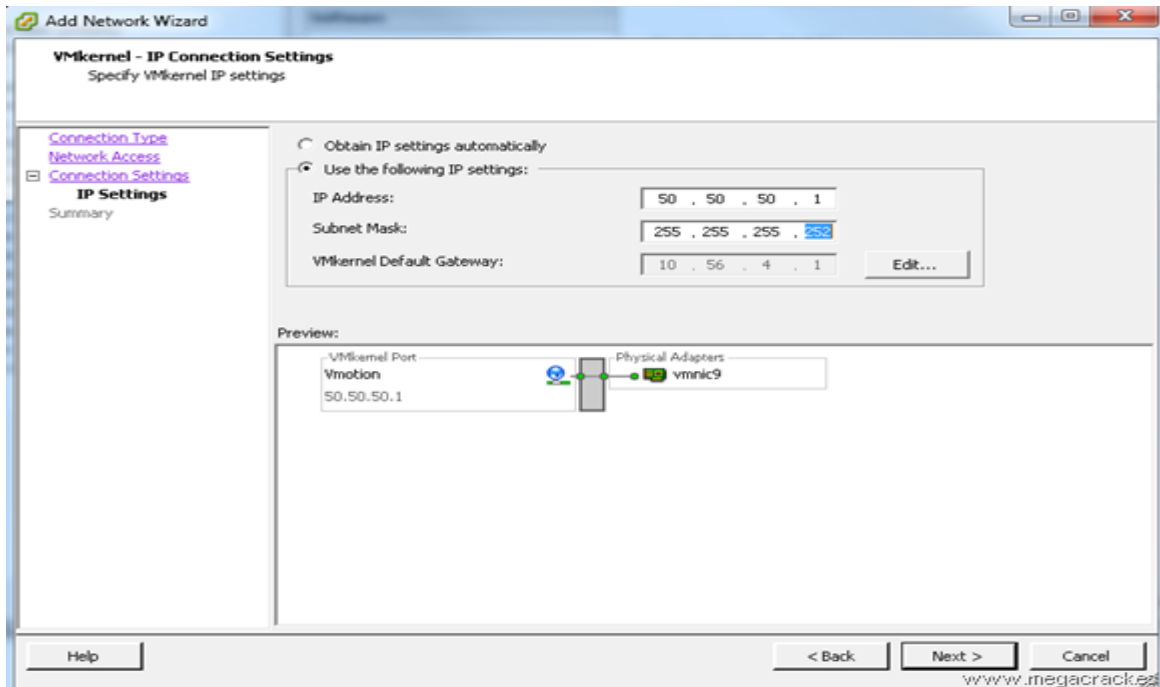 Add Network Wizard
VMkernel - IP Connection Settings
Specify VMkernel IP settings
Connection Type
Network Access
Connection Settings
IP Settings
Summary
Obtain IP settings automatically
Use the following IP settings:
IP Address: 50 . 50 . 50 . 1
Subnet Mask: 255 . 255 . 255 . 252
VMkernel Default Gateway: 10 . 56 . 4 . 1 Edit...
Preview:
VMkernel Port
Vmotion
50.50.50.1
Physical Adapters
vmnic9
Help < Back Next > Cancel